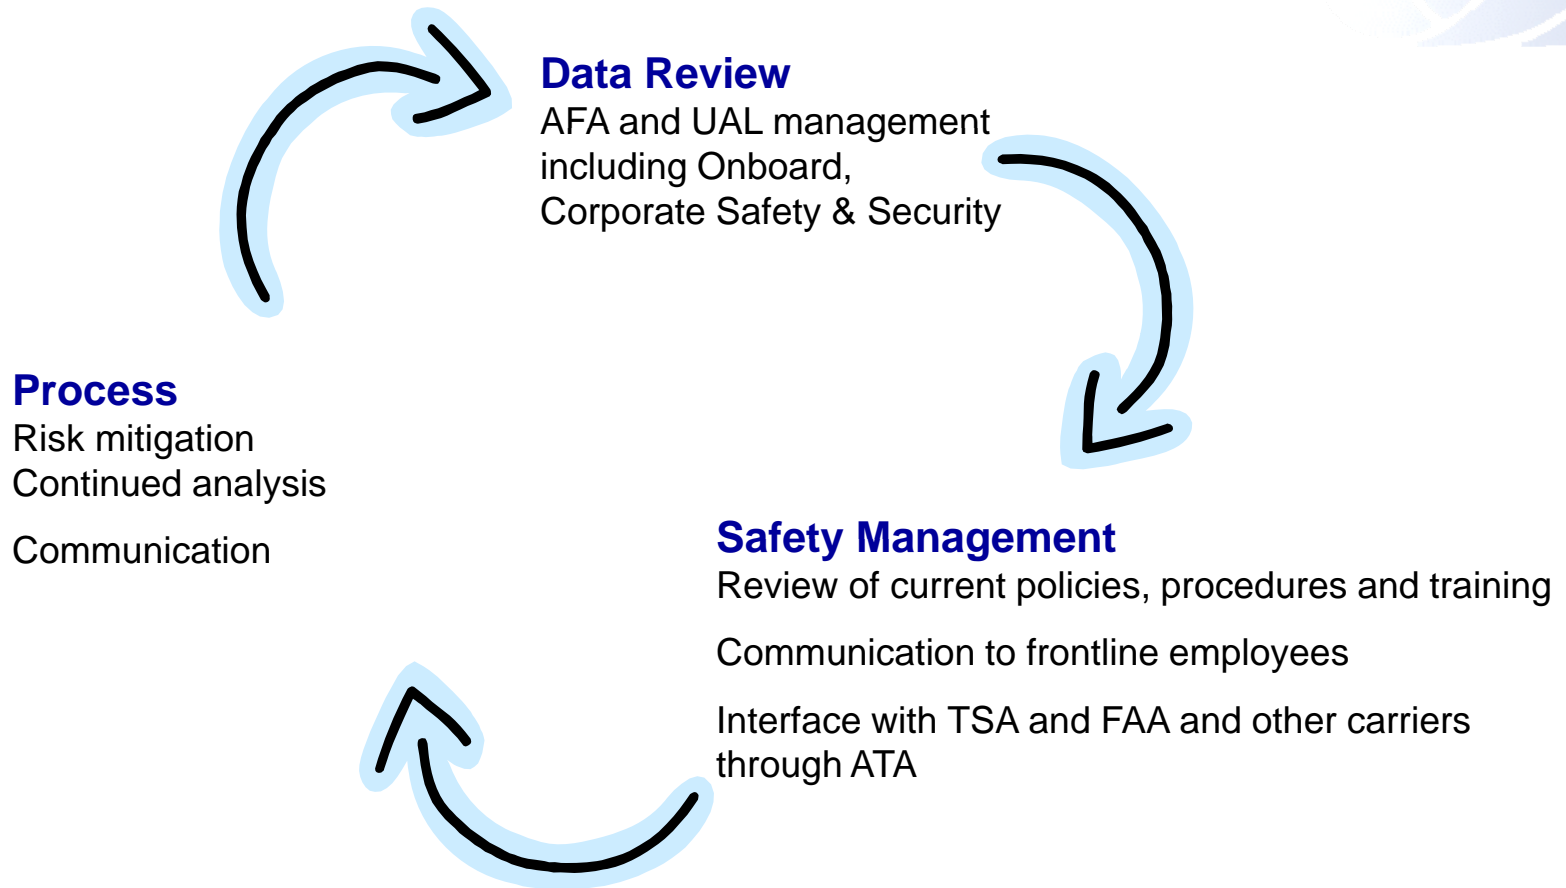 Data Review
AFA and UAL management
including Onboard,
Corporate Safety & Security
Process
Risk mitigation
Continued analysis
Communication
Safety Management
Review of current policies, procedures and training
Communication to frontline employees
Interface with TSA and FAA and other carriers
through ATA